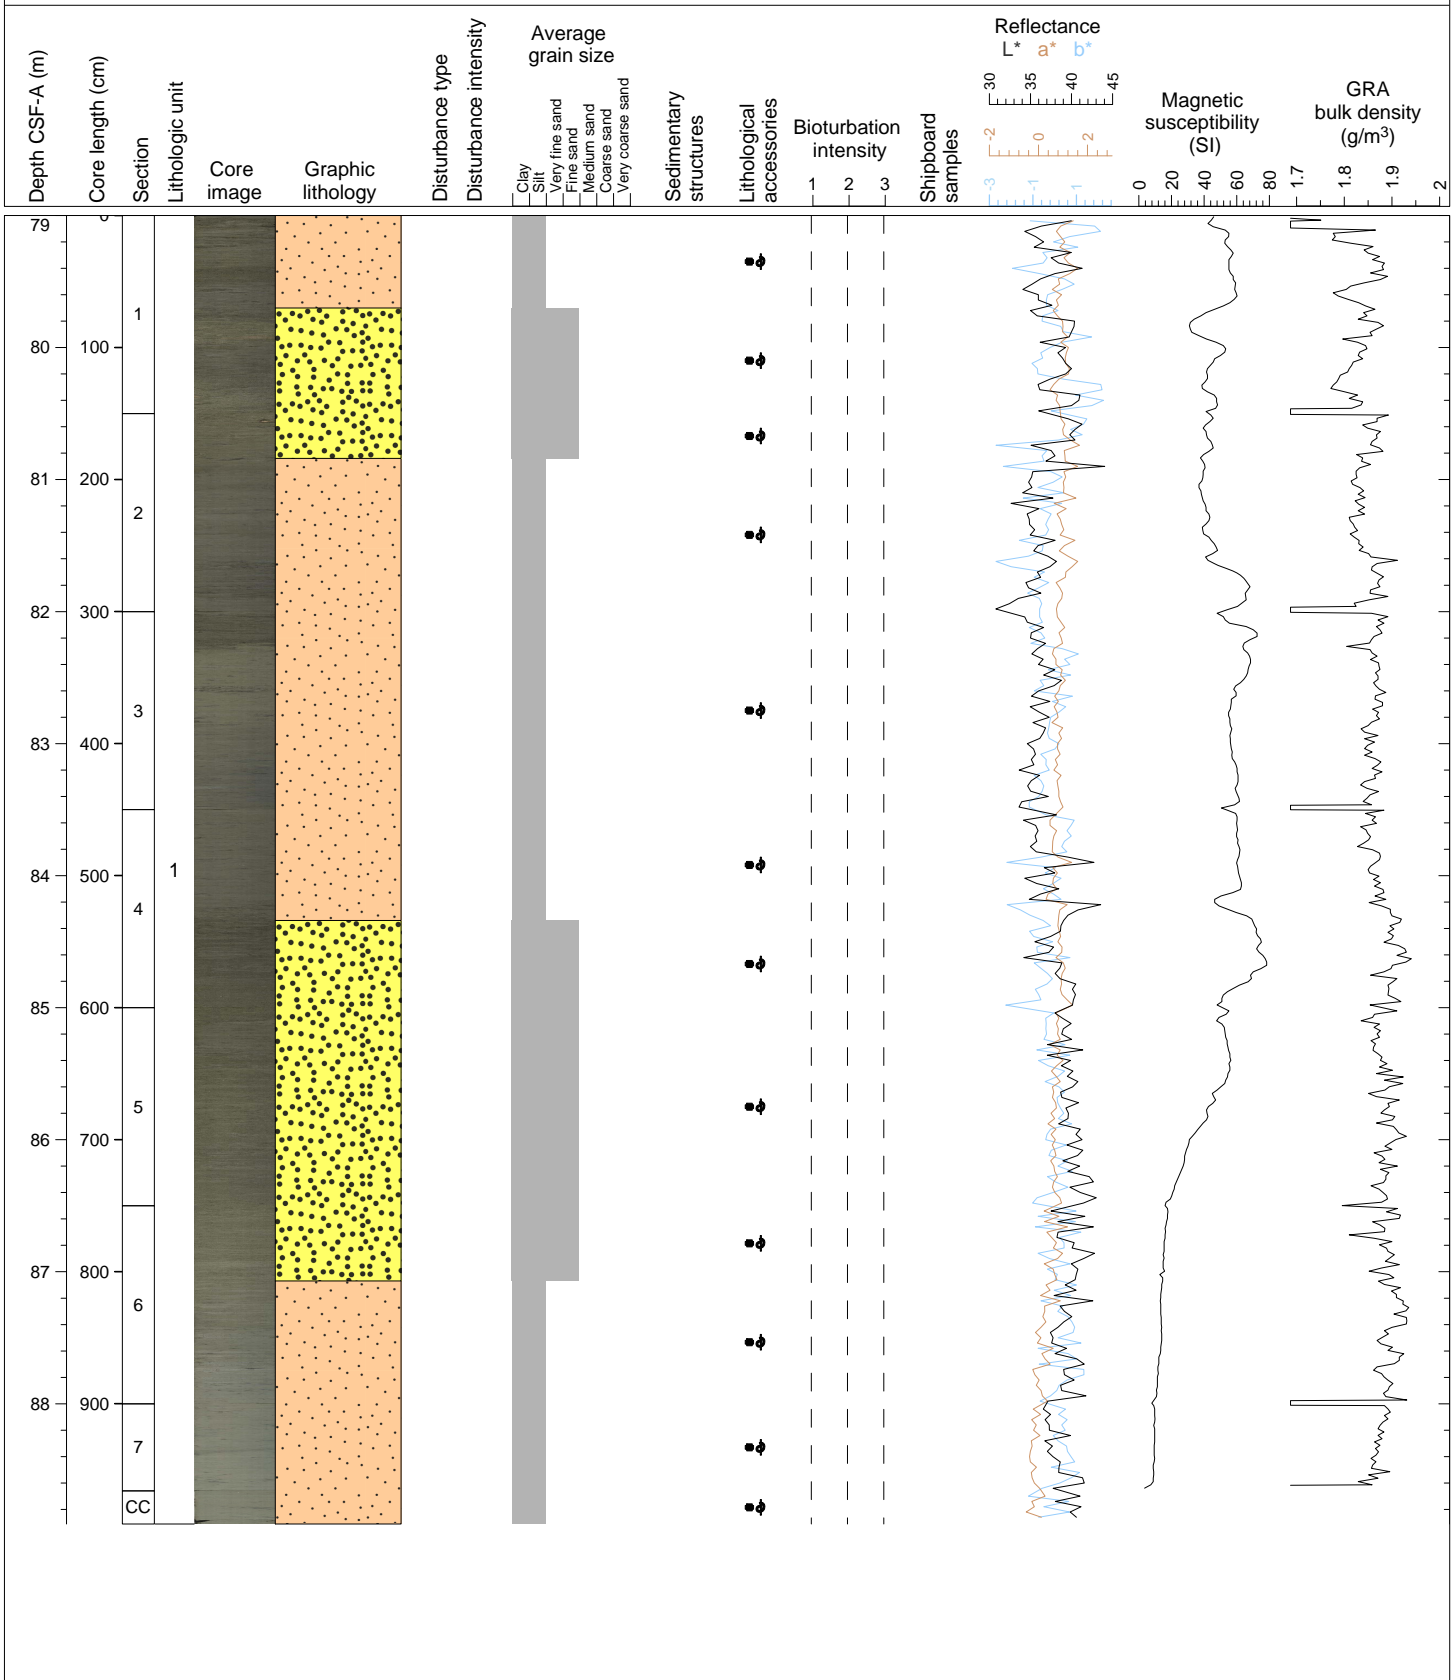 Depth CSF-A (m)
Core length (cm)
Section
Lithologic unit
Core
image
Graphic
lithology
Disturbance type
Disturbance intensity
Average
grain size
Clay
Silt
Very fine sand
Fine sand
Medium sand
Coarse sand
Very coarse sand
Sedimentary
structures
Lithological
accessories
Bioturbation
intensity
1 2 3
Shipboard
samples
Reflectance
L* a* b*
30 35 40 45
-2 0 2
-3 -1 1
Magnetic
susceptibility
(SI)
0 20 40 60 80
GRA
bulk density
(g/m³)
1.7 1.8 1.9 2
79 0
1
80 100
81 200
2
82 300
3
83 400
1
84 500
4
85 600
5
86 700
87 800
6
88 900
7
CC